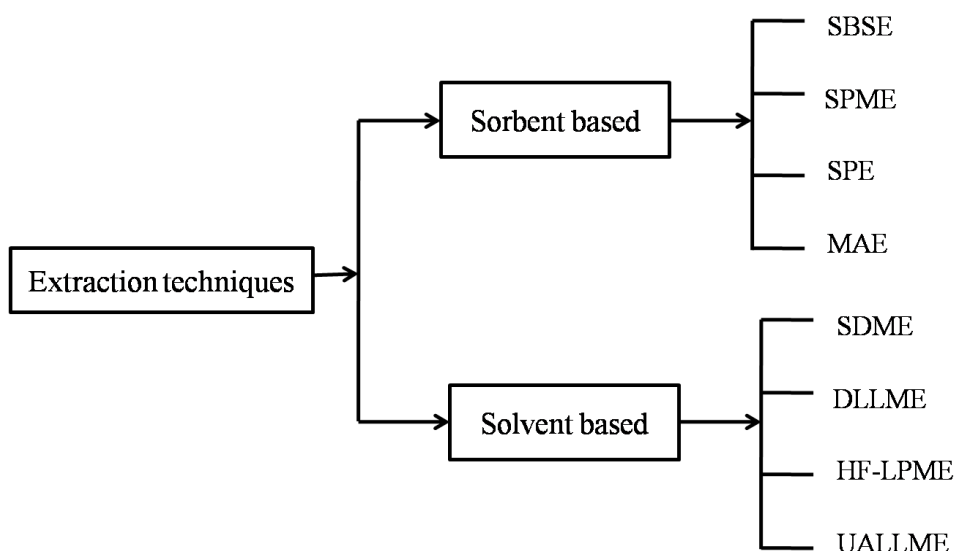 Extraction techniques
Sorbent based
SBSE
SPME
SPE
MAE
Solvent based
SDME
DLLME
HF-LPME
UALLME